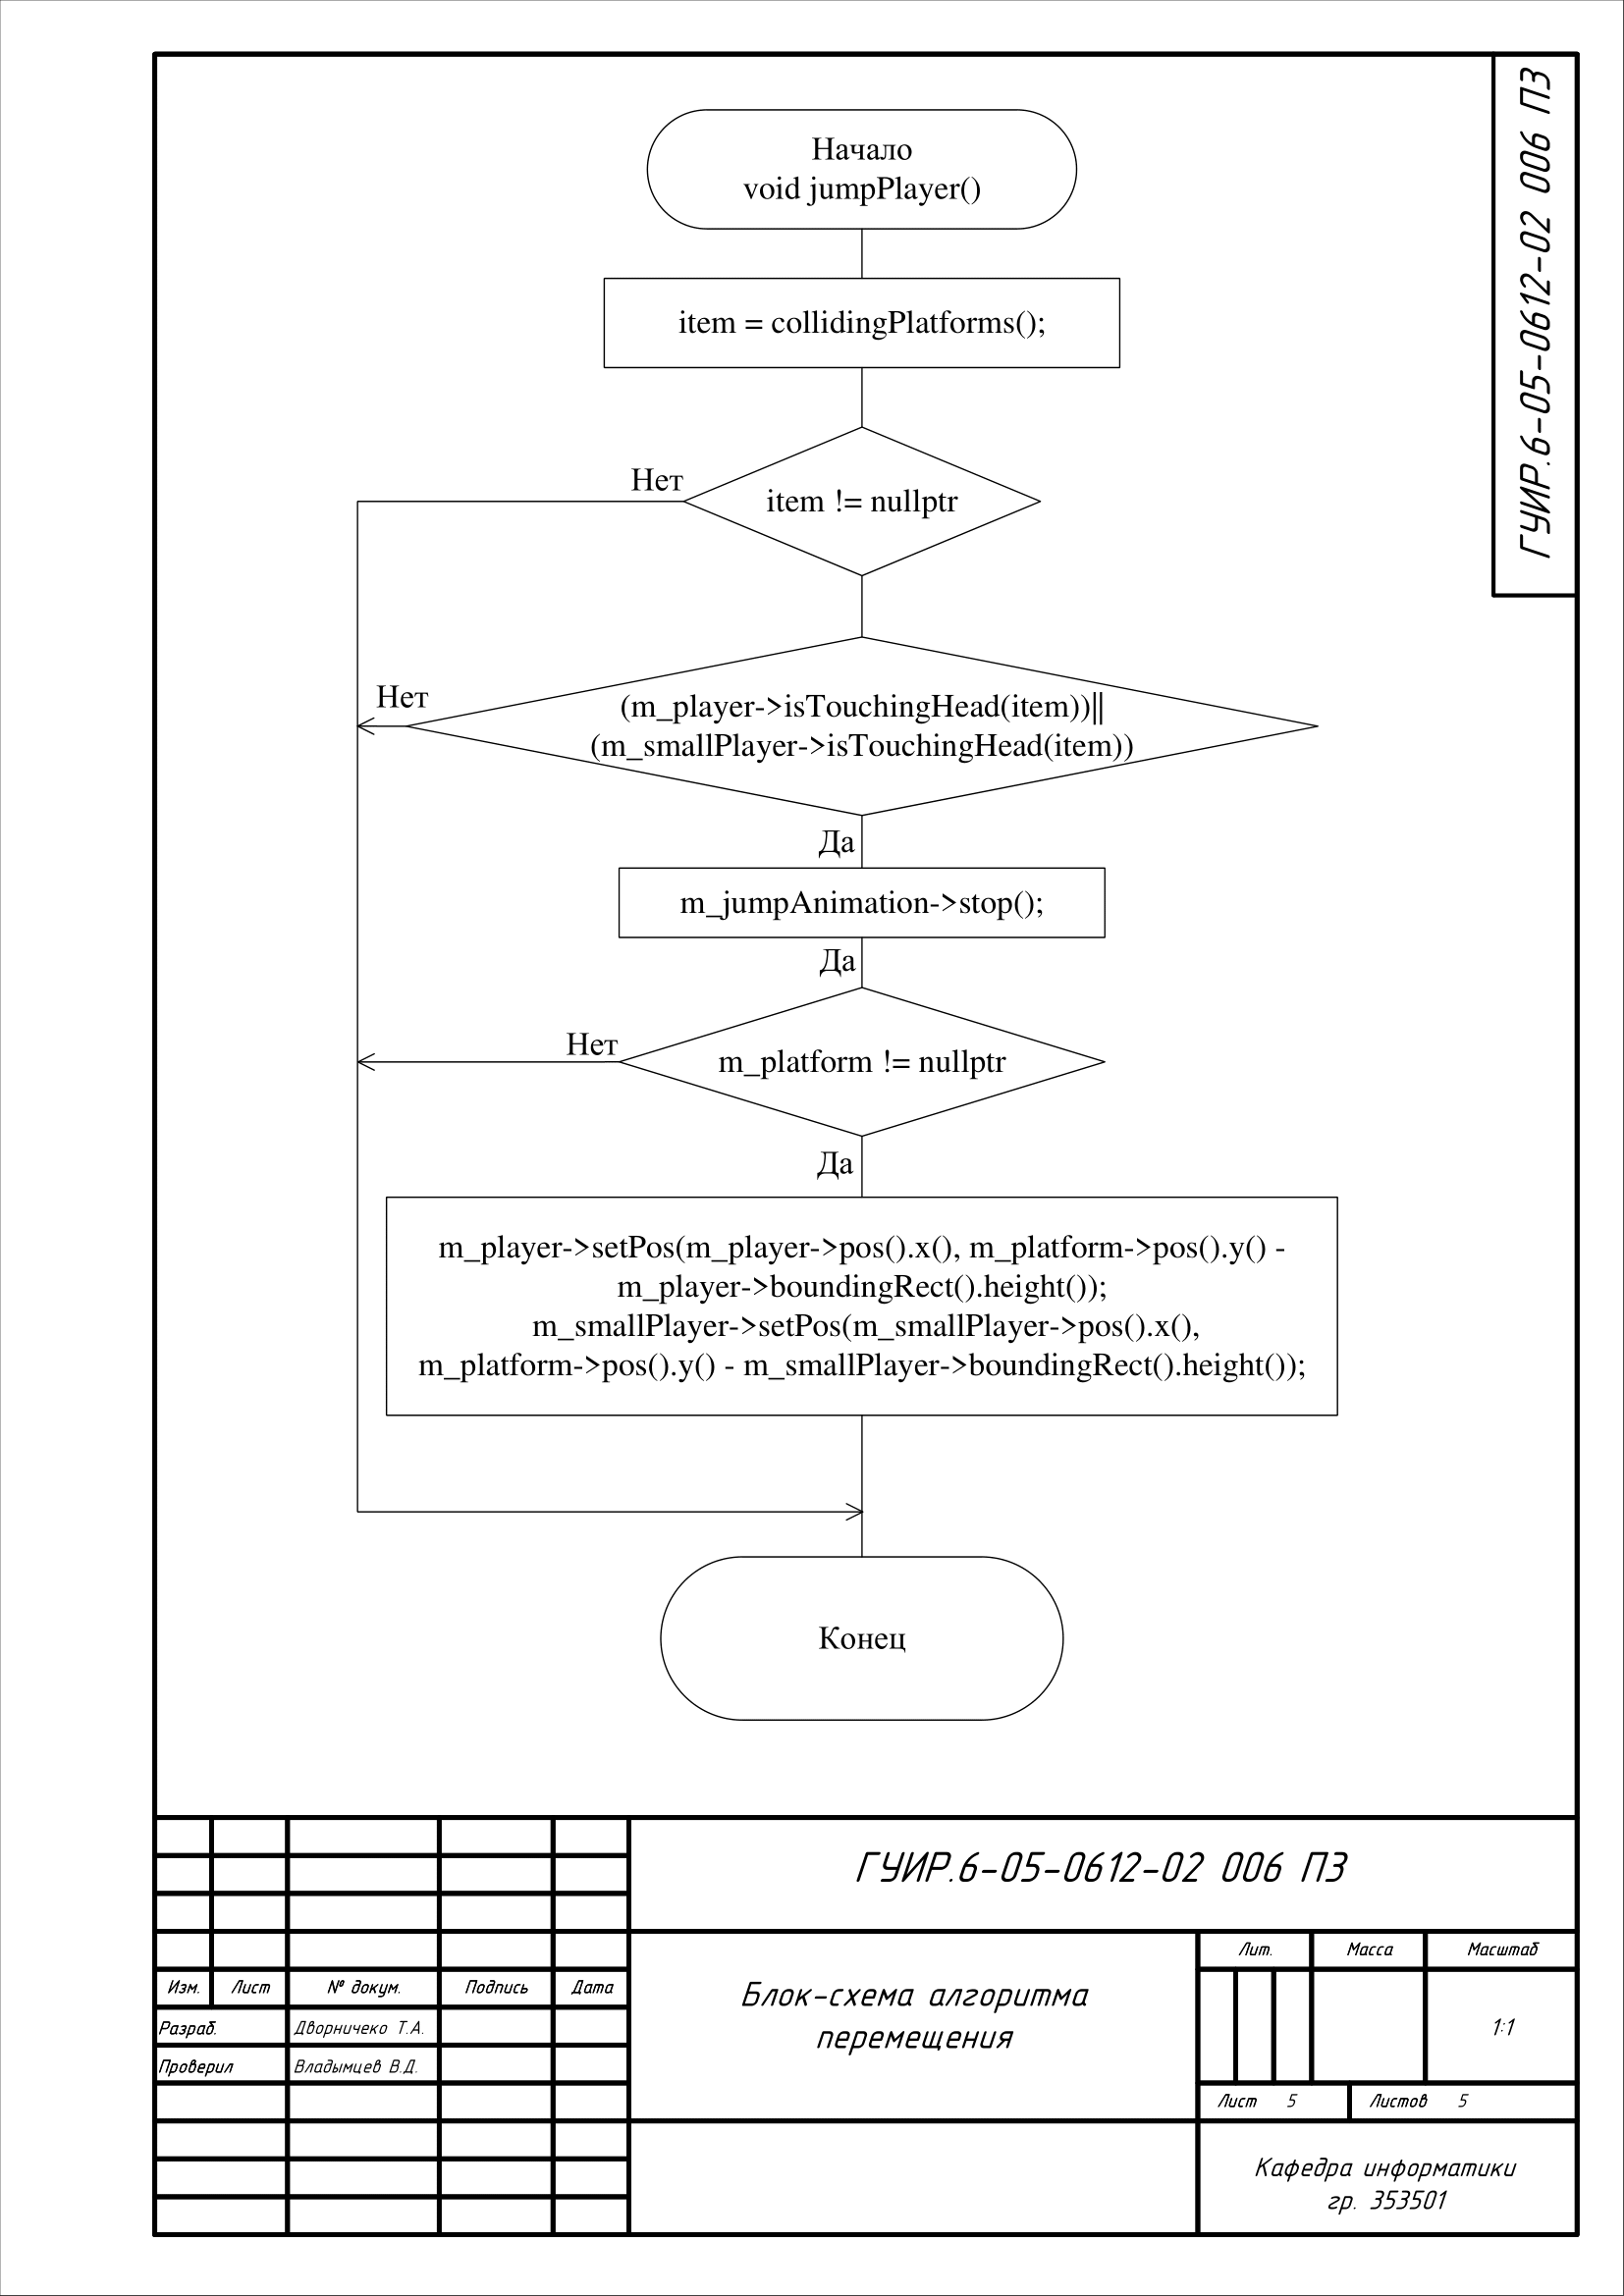 ГУИР.6-05-0612-02 006 ПЗ
Начало
void jumpPlayer()
item = collidingPlatforms();
Нет
item != nullptr
Нет
(m_player->isTouchingHead(item))||
(m_smallPlayer->isTouchingHead(item))
Да
m_jumpAnimation->stop();
Да
Нет
m_platform != nullptr
Да
m_player->setPos(m_player->pos().x(), m_platform->pos().y() -
m_player->boundingRect().height());
m_smallPlayer->setPos(m_smallPlayer->pos().x(),
m_platform->pos().y() - m_smallPlayer->boundingRect().height());
Конец
ГУИР.6-05-0612-02 006 ПЗ
Лит. Масса Масштаб
Изм. Лист № докум. Подпись Дата
Блок-схема алгоритма
перемещения
Разраб. Дворничеко Т.А.
1:1
Проверил Владымцев В.Д.
Лист 5 Листов 5
Кафедра информатики
гр. 353501